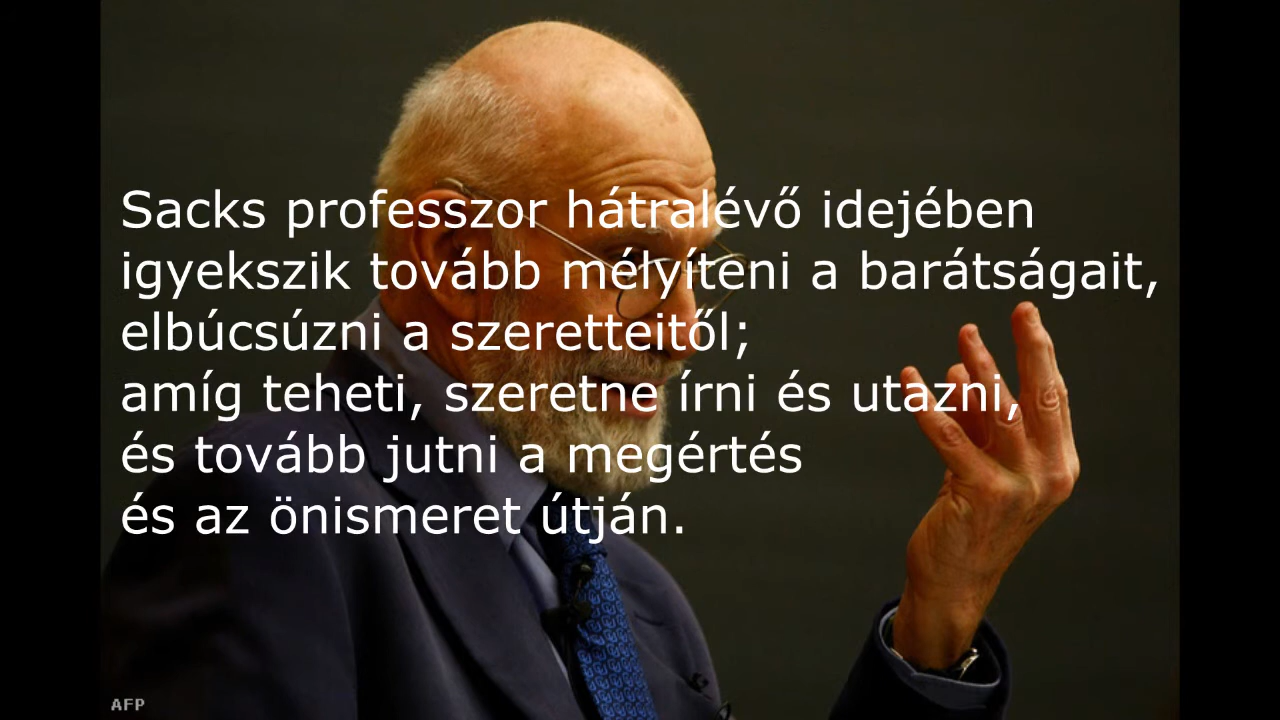 Sacks professzor hátralévő idejében
igyekszik tovább mélyíteni a barátságait,
elbúcsúzni a szeretteitől;
amíg teheti, szeretne írni és utazni,
és tovább jutni a megértés
és az önismeret útján.
AFP